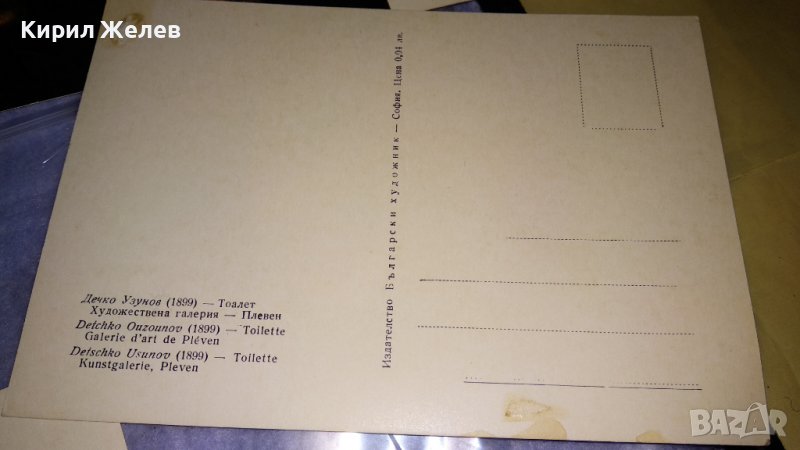 Кирил Желев
Дечко Узунов (1899) — Тоалет
Художествена галерия — Плевен
Detchko Ouzounov (1899) — Toilette
Galerie d'art de Pléven
Detschko Usunov (1899) — Toilette
Kunstgalerie, Pleven
Издателство Български художник — София, Цена 0,04 лв.
BAZAR